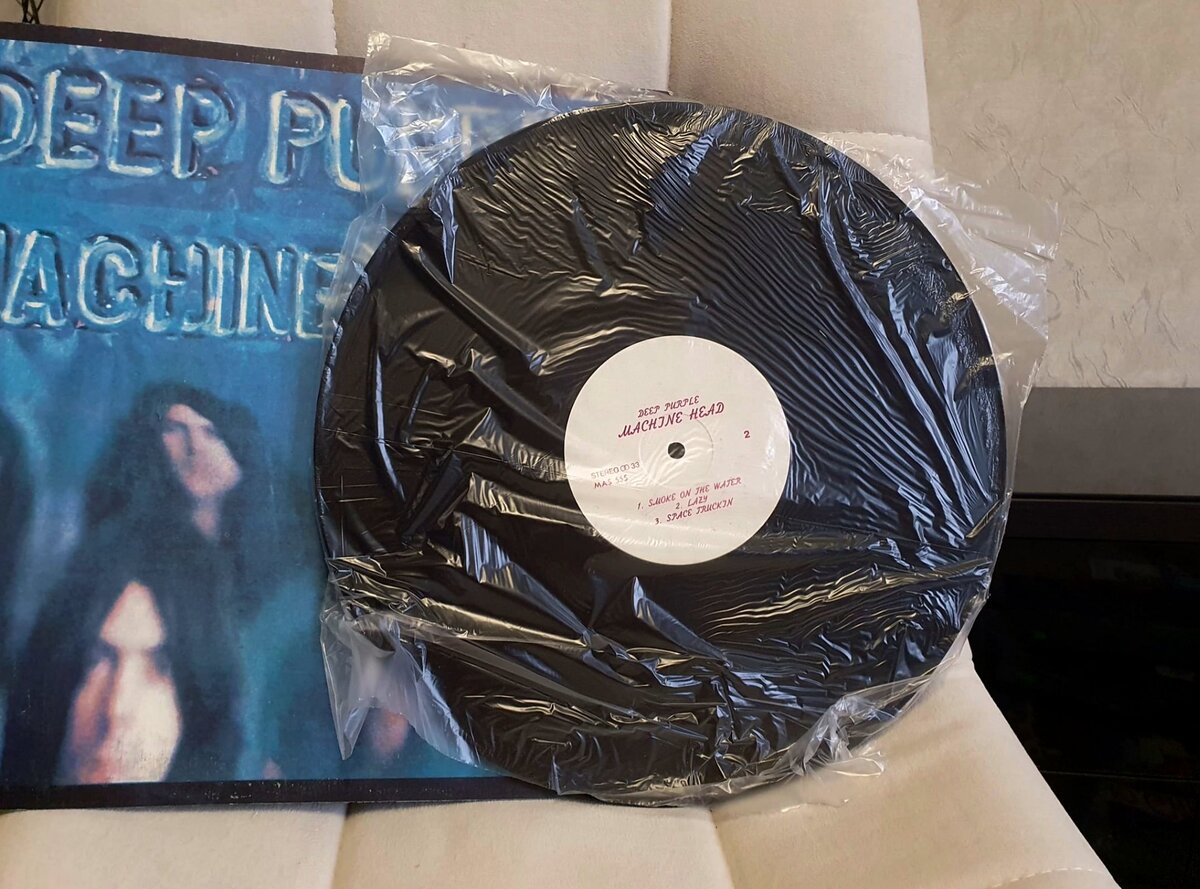 DEEP PU
MACHINE
DEEP PURPLE
MACHINE HEAD
2
STEREO 33
MAS 555
1. SMOKE ON THE WATER
2. LAZY
3. SPACE TRUCKIN